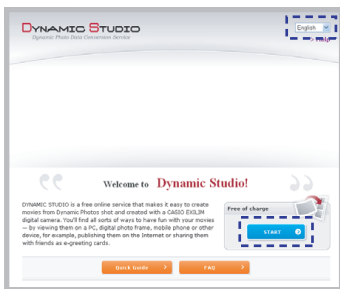 DYNAMIC STUDIO
Dynamic Photo Data Conversion Service
English
> Help
Welcome to Dynamic Studio!
DYNAMIC STUDIO is a free online service that makes it easy to create
movies from Dynamic Photos shot and created with a CASIO EXILIM
digital camera. You'll find all sorts of ways to have fun with your movies
— by viewing them on a PC, digital photo frame, mobile phone or other
device, for example, publishing them on the Internet or sharing them
with friends as e-greeting cards.
Free of charge
START
Quick Guide
FAQ